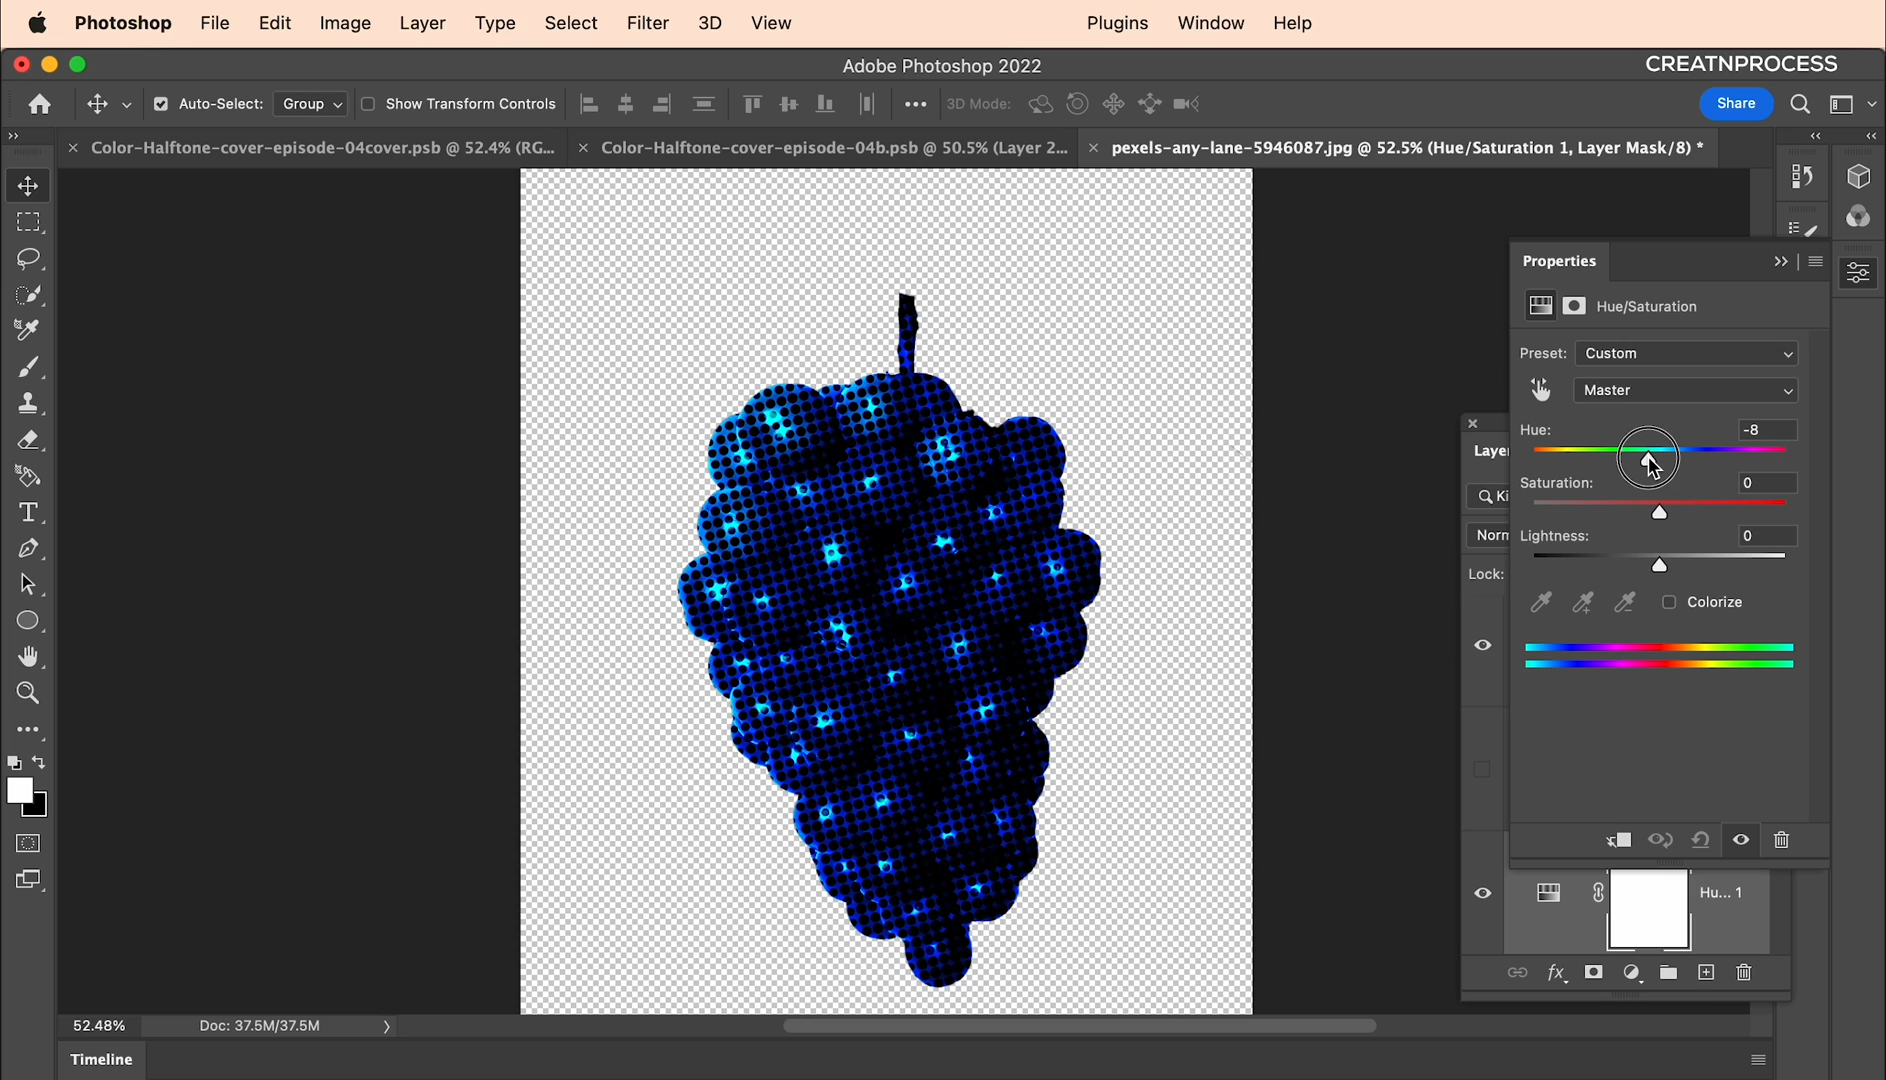 Photoshop File Edit Image Layer Type Select Filter 3D View Plugins Window Help
Adobe Photoshop 2022
CREATNPROCESS
Auto-Select: Group Show Transform Controls 3D Mode: Share
Color-Halftone-cover-episode-04cover.psb @ 52.4% (RG... Color-Halftone-cover-episode-04b.psb @ 50.5% (Layer 2... pexels-any-lane-5946087.jpg @ 52.5% (Hue/Saturation 1, Layer Mask/8) *
Properties
Hue/Saturation
Preset: Custom
Master
Hue: -8
Saturation: 0
Lightness: 0
Colorize
Layer
Ki
Norm
Lock:
Hu... 1
fx
T
52.48% Doc: 37.5M/37.5M
Timeline